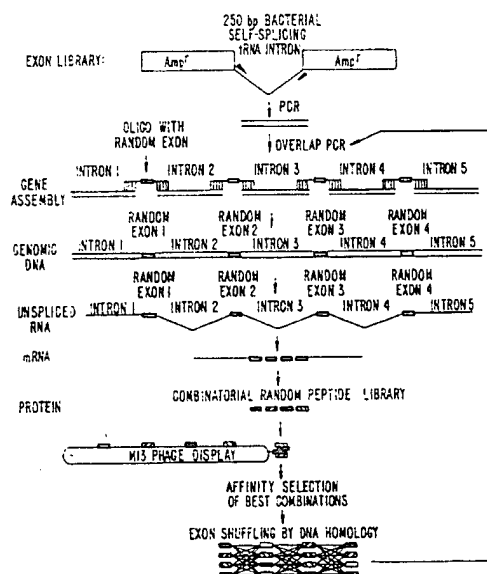 250 bp BACTERIAL
SELF-SPLICING
tRNA INTRON
EXON LIBRARY:
Ampr Ampr
PCR
OLIGO WITH
RANDOM EXON
OVERLAP PCR
INTRON 1 INTRON 2 INTRON 3 INTRON 4 INTRON 5
GENE
ASSEMBLY
RANDOM EXON 1 RANDOM EXON 2 RANDOM EXON 3 RANDOM EXON 4
GENOMIC
DNA
INTRON 1 INTRON 2 INTRON 3 INTRON 4 INTRON 5
RANDOM EXON 1 RANDOM EXON 2 RANDOM EXON 3 RANDOM EXON 4
UNSPLICED
RNA
INTRON 1 INTRON 2 INTRON 3 INTRON 4 INTRON 5
mRNA
COMBINATORIAL RANDOM PEPTIDE LIBRARY
PROTEIN
M13 PHAGE DISPLAY
AFFINITY SELECTION
OF BEST COMBINATIONS
EXON SHUFFLING BY DNA HOMOLOGY